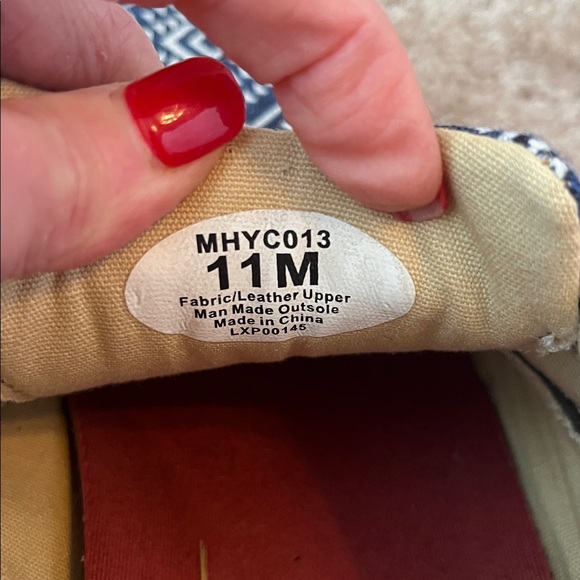 MHYC013
11M
Fabric/Leather Upper
Man Made Outsole
Made in China
LXP00145